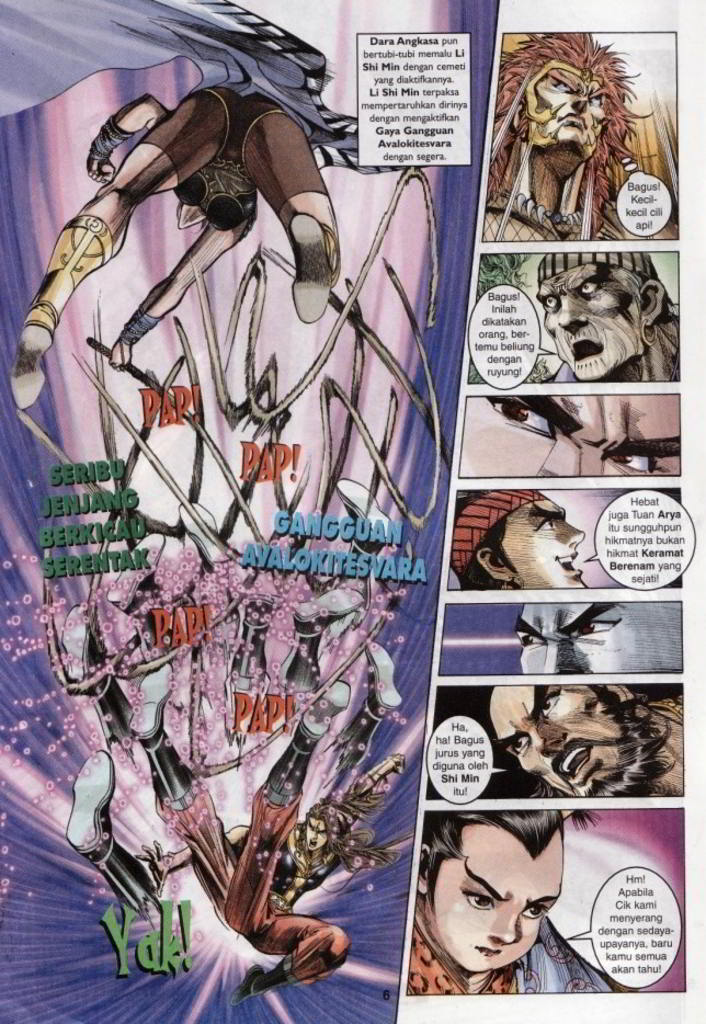 Dara Angkasa pun
bertubi-tubi memalu Li
Shi Min dengan cemeti
yang diaktifkannya.
Li Shi Min terpaksa
mempertaruhkan dirinya
dengan mengaktifkan
Gaya Gangguan
Avalokitesvara
dengan segera.
PAP!
PAP!
SERIBU
JENJANG
BERKICAU
SERENTAK
GANGGUAN
AVALOKITESVARA
PAP!
PAP!
Yak!
Bagus!
Kecil-
kecil cili
api!
Bagus!
Inilah
dikatakan
orang, ber-
temu beliung
dengan
ruyung!
Hebat
juga Tuan Arya
itu sungguhpun
hikmatnya bukan
hikmat Keramat
Berenam yang
sejati!
Ha,
ha! Bagus
jurus yang
diguna oleh
Shi Min
itu!
Hm!
Apabila
Cik kami
menyerang
dengan sedaya-
upayanya, baru
kamu semua
akan tahu!
6